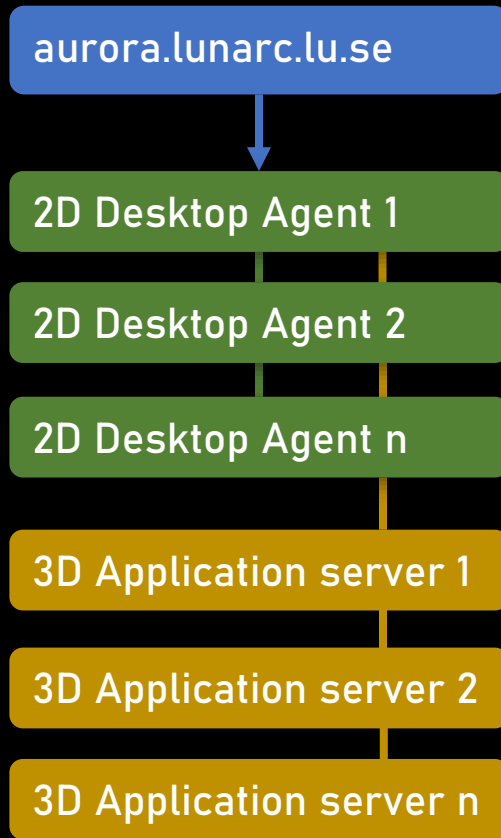 aurora.lunarc.lu.se
2D Desktop Agent 1
2D Desktop Agent 2
2D Desktop Agent n
3D Application server 1
3D Application server 2
3D Application server n